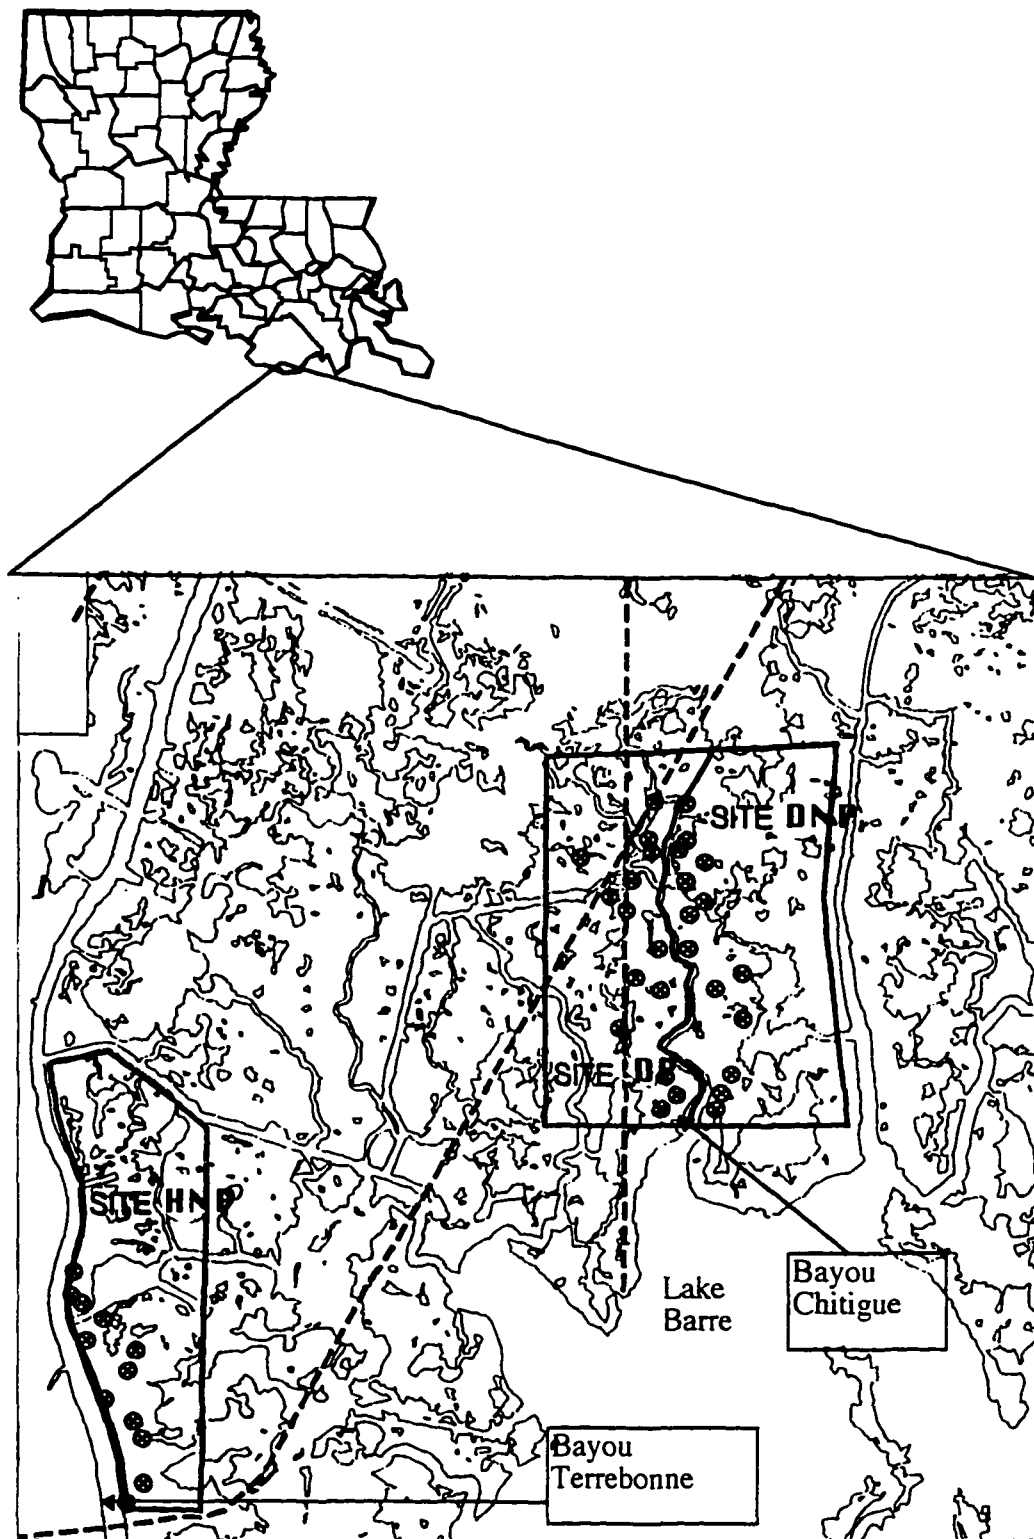 SITE DNP
SITE DP
SITE HNP
Lake
Barre
Bayou
Chitigue
Bayou
Terrebonne